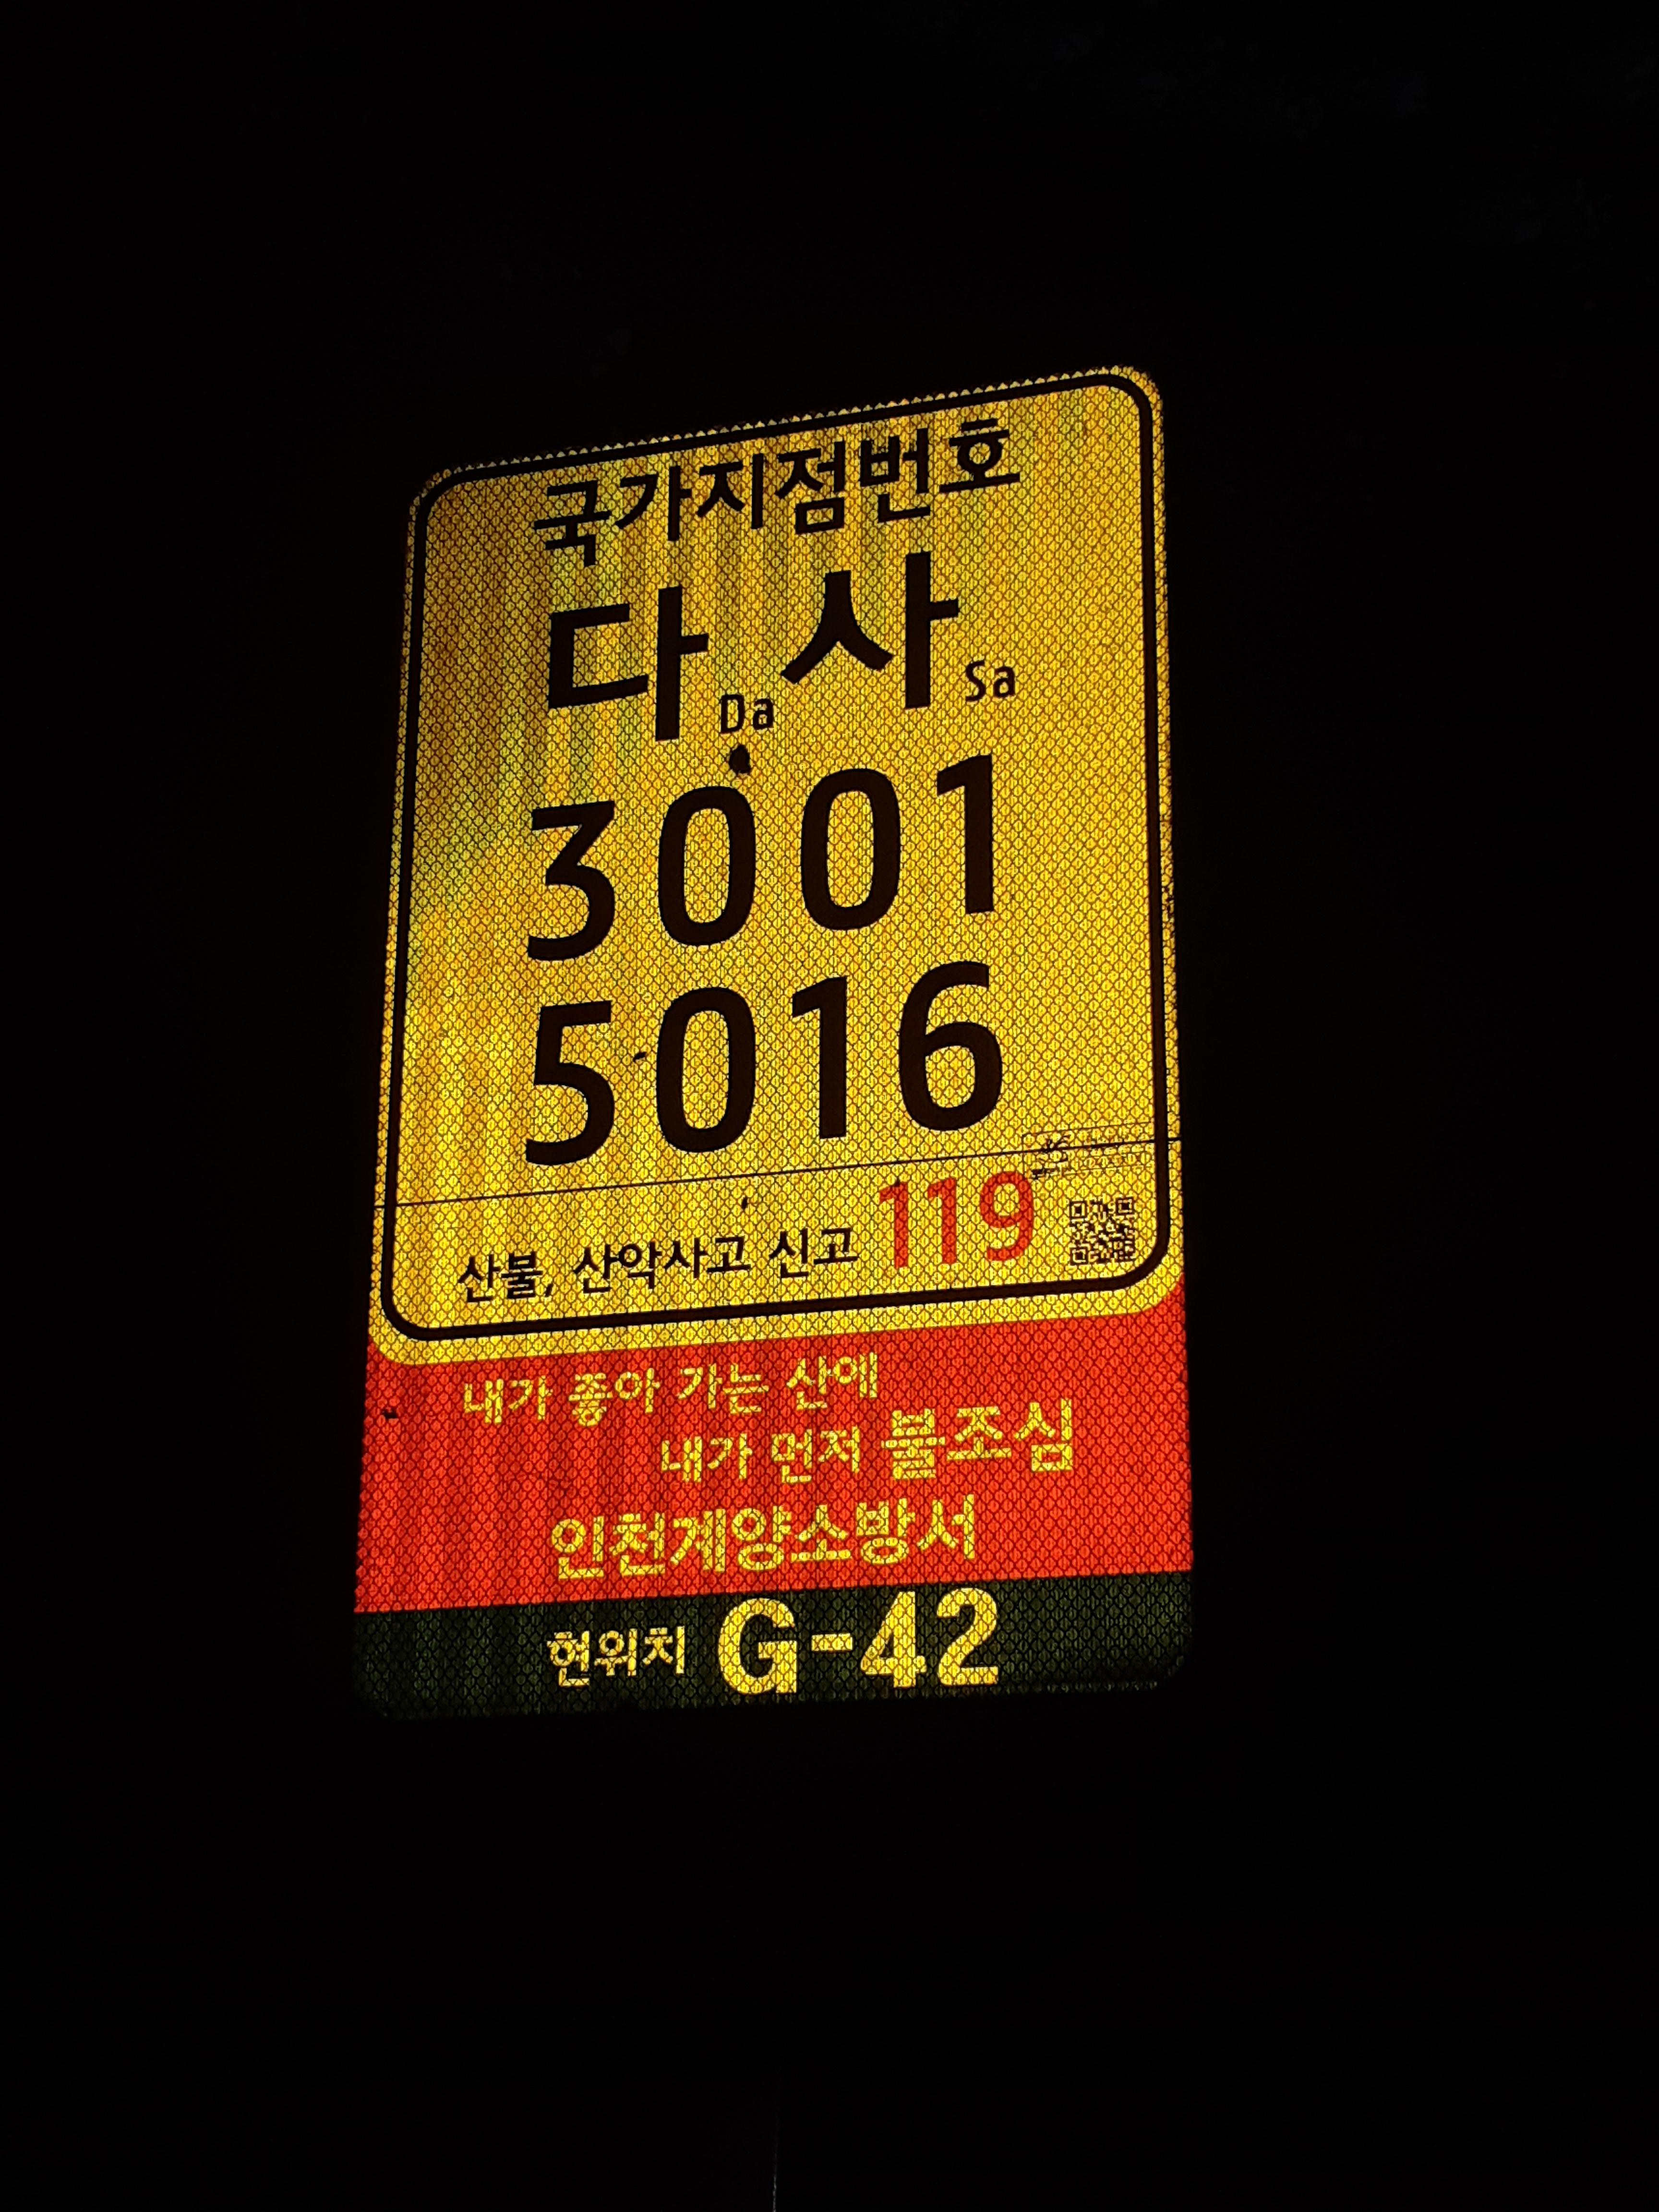 국가지점번호
다 Da 사 Sa
3001
5016
산불, 산악사고 신고 119
내가 좋아 가는 산에
내가 먼저 불조심
인천계양소방서
현위치 G-42